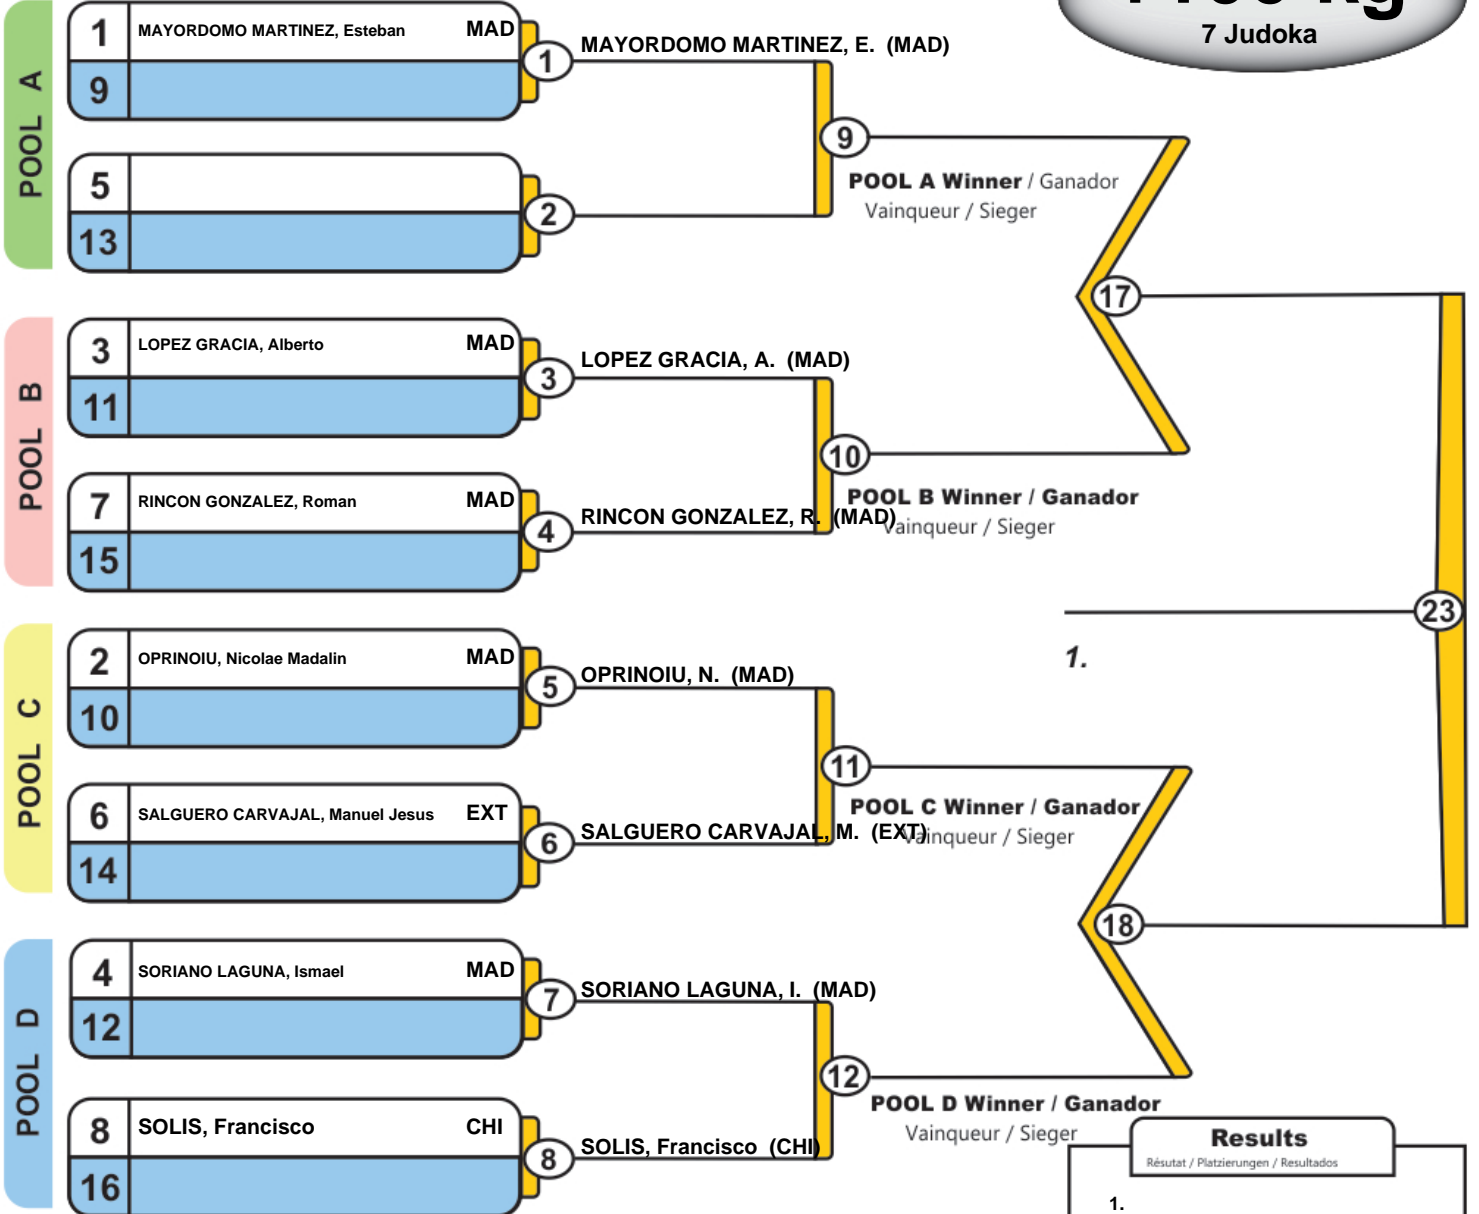 7 Judoka
POOL A
1 MAYORDOMO MARTINEZ, Esteban MAD
9
1
MAYORDOMO MARTINEZ, E. (MAD)
5
13
2
9
POOL A Winner / Ganador
Vainqueur / Sieger
17
POOL B
3 LOPEZ GRACIA, Alberto MAD
11
3
LOPEZ GRACIA, A. (MAD)
7 RINCON GONZALEZ, Roman MAD
15
4
RINCON GONZALEZ, R. (MAD)
10
POOL B Winner / Ganador
Vainqueur / Sieger
23
1.
POOL C
2 OPRINOIU, Nicolae Madalin MAD
10
5
OPRINOIU, N. (MAD)
6 SALGUERO CARVAJAL, Manuel Jesus EXT
14
6
SALGUERO CARVAJAL, M. (EXT)
11
POOL C Winner / Ganador
Vainqueur / Sieger
18
POOL D
4 SORIANO LAGUNA, Ismael MAD
12
7
SORIANO LAGUNA, I. (MAD)
8 SOLIS, Francisco CHI
16
8
SOLIS, Francisco (CHI)
12
POOL D Winner / Ganador
Vainqueur / Sieger
Results
Résutat / Platzierungen / Resultados
1.